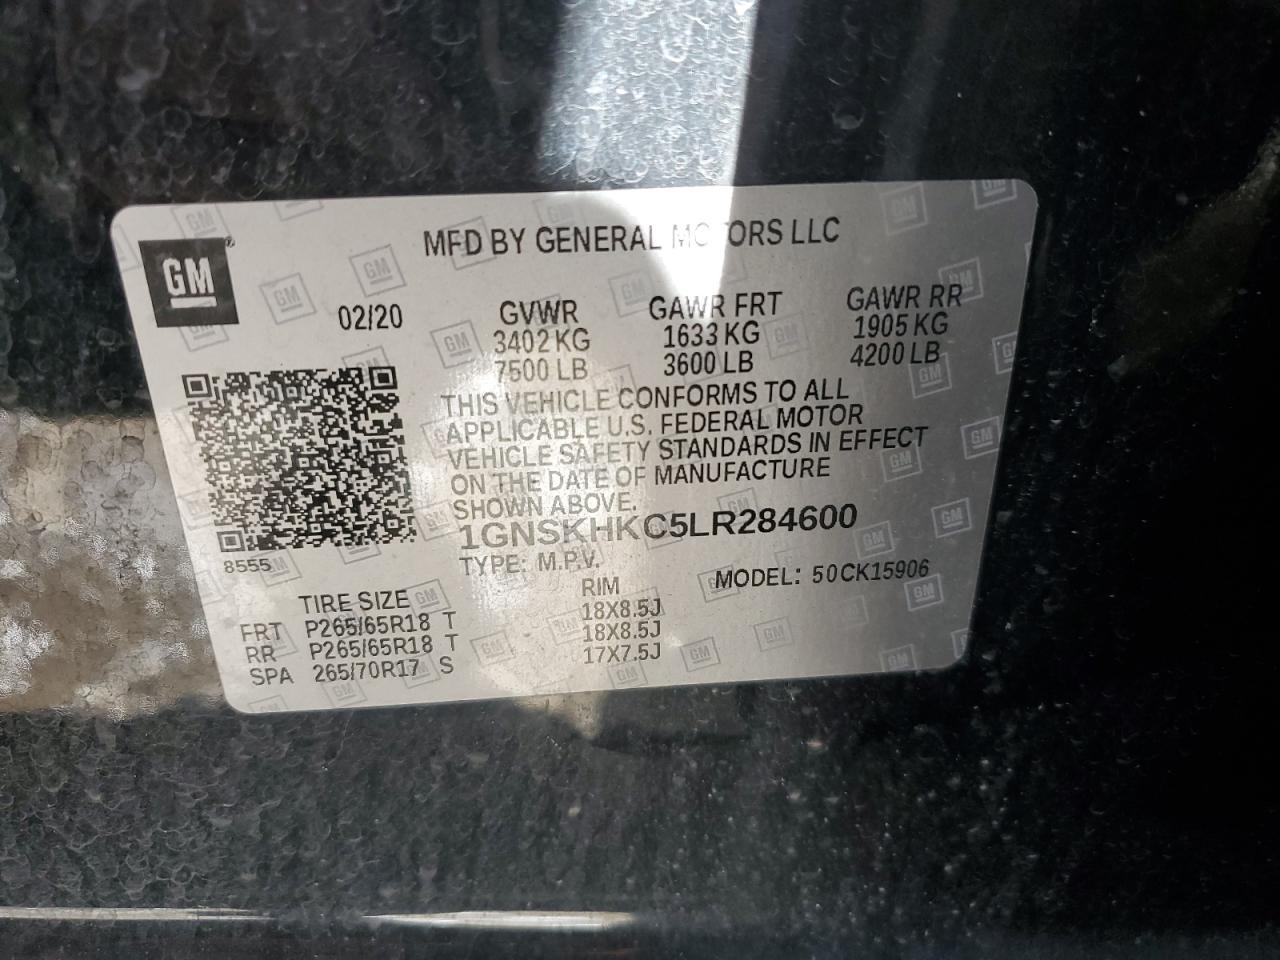 MFD BY GENERAL MOTORS LLC
GM®
02/20
GVWR GAWR FRT GAWR RR
3402 KG 1633 KG 1905 KG
7500 LB 3600 LB 4200 LB
THIS VEHICLE CONFORMS TO ALL
APPLICABLE U.S. FEDERAL MOTOR
VEHICLE SAFETY STANDARDS IN EFFECT
ON THE DATE OF MANUFACTURE
SHOWN ABOVE.
1GNSKHKC5LR284600
8555
TYPE: M.P.V. MODEL: 50CK15906
TIRE SIZE RIM
FRT P265/65R18 T 18X8.5J
RR P265/65R18 T 18X8.5J
SPA 265/70R17 S 17X7.5J